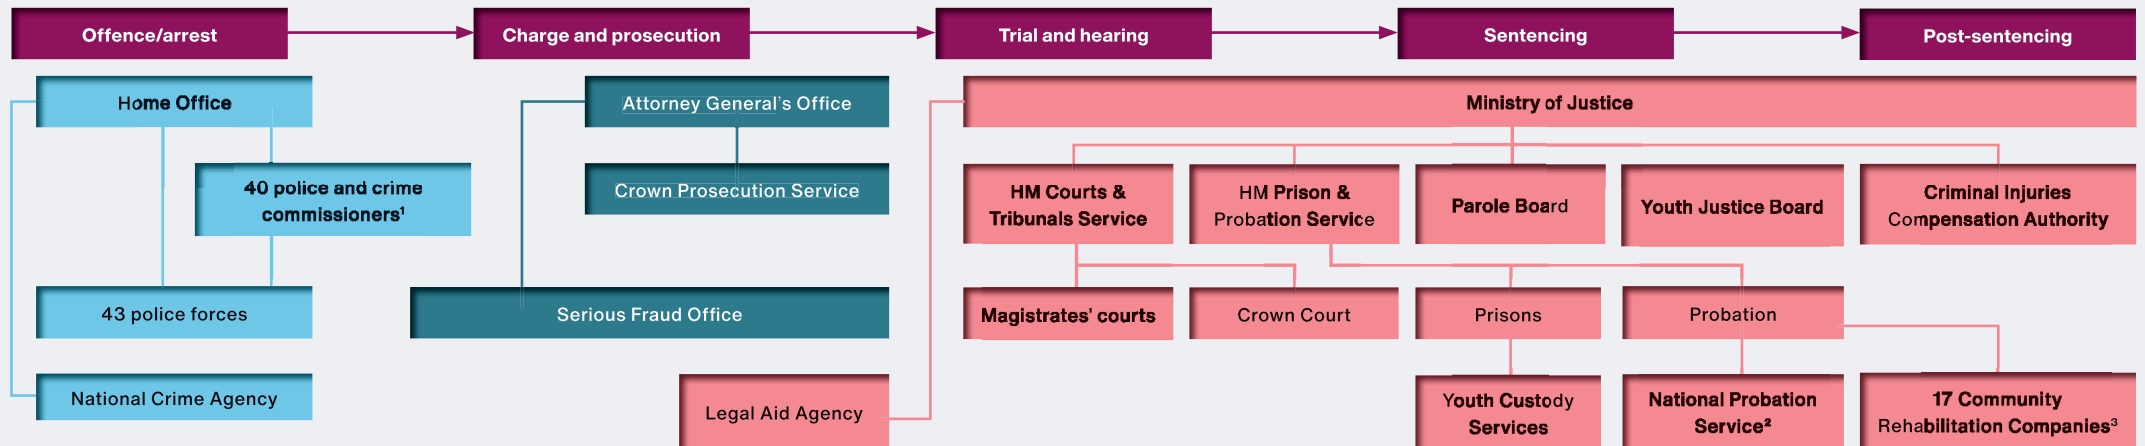 Offence/arrest
Charge and prosecution
Trial and hearing
Sentencing
Post-sentencing
Home Office
Attorney General's Office
Ministry of Justice
40 police and crime
commissioners¹
Crown Prosecution Service
HM Courts &
Tribunals Service
HM Prison &
Probation Service
Parole Board
Youth Justice Board
Criminal Injuries
Compensation Authority
43 police forces
Serious Fraud Office
Magistrates' courts
Crown Court
Prisons
Probation
National Crime Agency
Legal Aid Agency
Youth Custody
Services
National Probation
Service²
17 Community
Rehabilitation Companies³